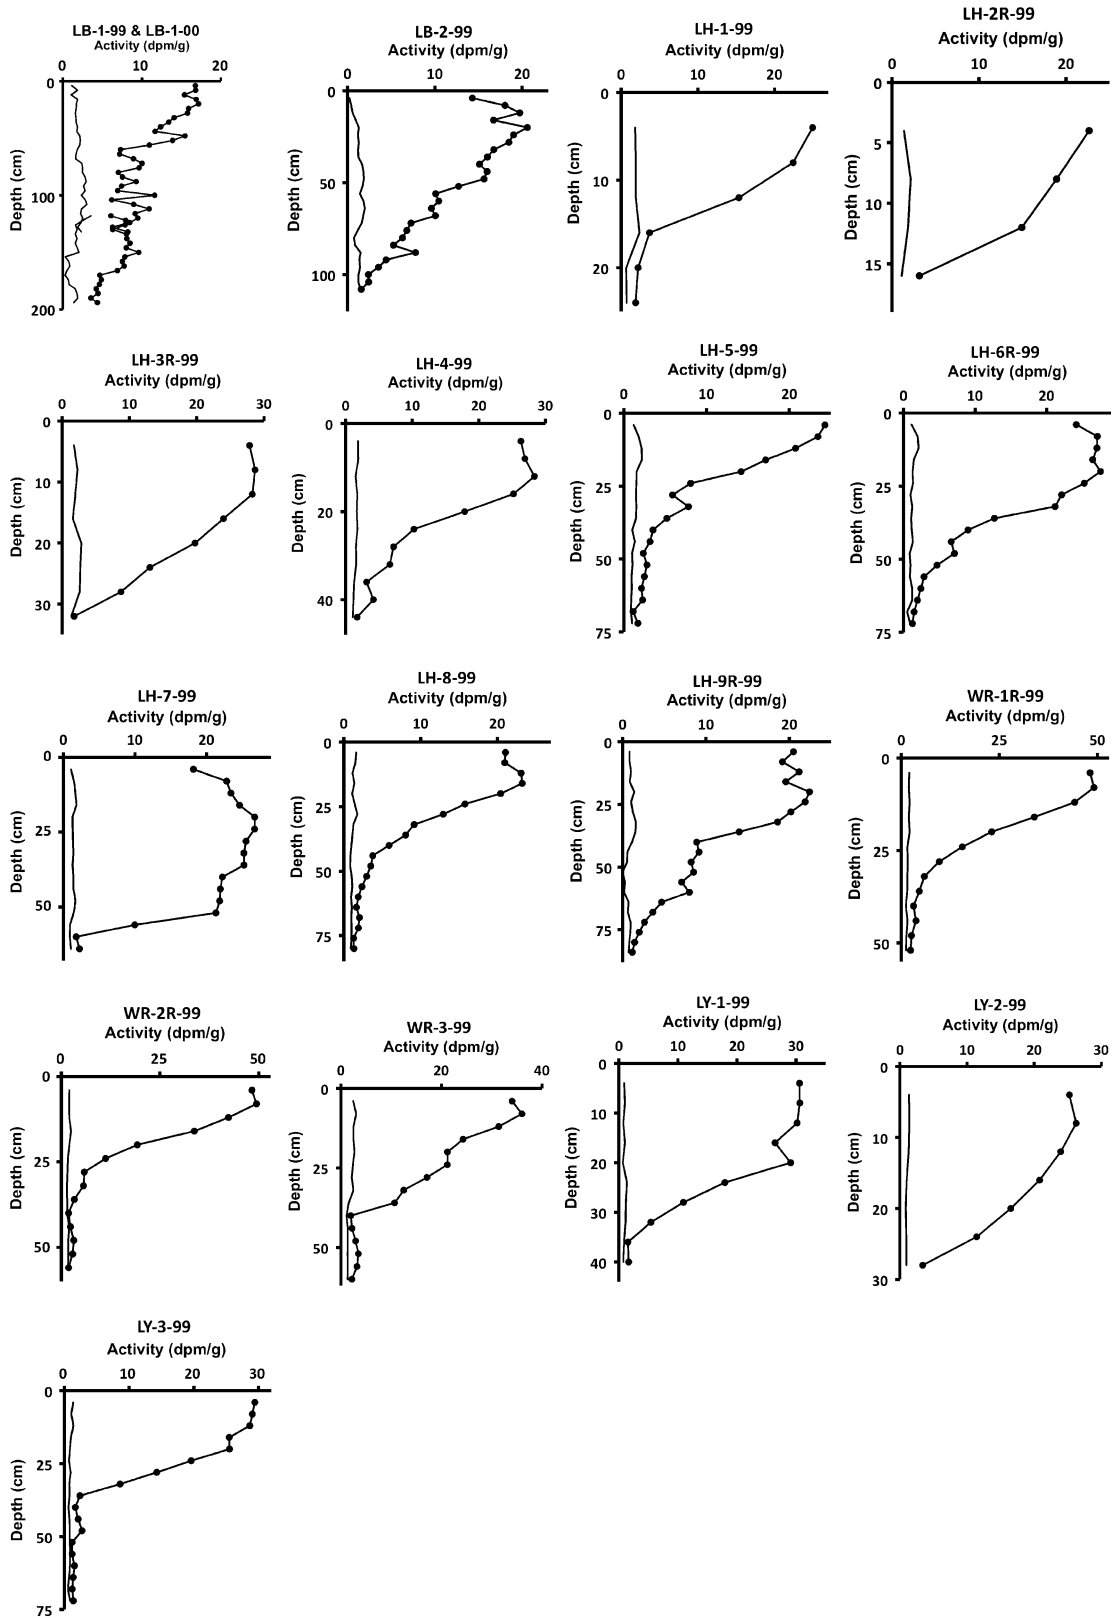 LB-1-99 & LB-1-00
Activity (dpm/g)
0 10 20
0
100
200
Depth (cm)
LB-2-99
Activity (dpm/g)
0 10 20
0
50
100
Depth (cm)
LH-1-99
Activity (dpm/g)
0 10 20
0
10
20
Depth (cm)
LH-2R-99
Activity (dpm/g)
0 10 20
0
5
10
15
Depth (cm)
LH-3R-99
Activity (dpm/g)
0 10 20 30
0
10
20
30
Depth (cm)
LH-4-99
Activity (dpm/g)
0 10 20 30
0
20
40
Depth (cm)
LH-5-99
Activity (dpm/g)
0 10 20
0
25
50
75
Depth (cm)
LH-6R-99
Activity (dpm/g)
0 10 20
0
25
50
75
Depth (cm)
LH-7-99
Activity (dpm/g)
0 10 20
0
25
50
Depth (cm)
LH-8-99
Activity (dpm/g)
0 10 20
0
25
50
75
Depth (cm)
LH-9R-99
Activity (dpm/g)
0 10 20
0
25
50
75
Depth (cm)
WR-1R-99
Activity (dpm/g)
0 25 50
0
25
50
Depth (cm)
WR-2R-99
Activity (dpm/g)
0 25 50
0
25
50
Depth (cm)
WR-3-99
Activity (dpm/g)
0 20 40
0
25
50
Depth (cm)
LY-1-99
Activity (dpm/g)
0 10 20 30
0
10
20
30
40
Depth (cm)
LY-2-99
Activity (dpm/g)
0 10 20 30
0
10
20
30
Depth (cm)
LY-3-99
Activity (dpm/g)
0 10 20 30
0
25
50
75
Depth (cm)